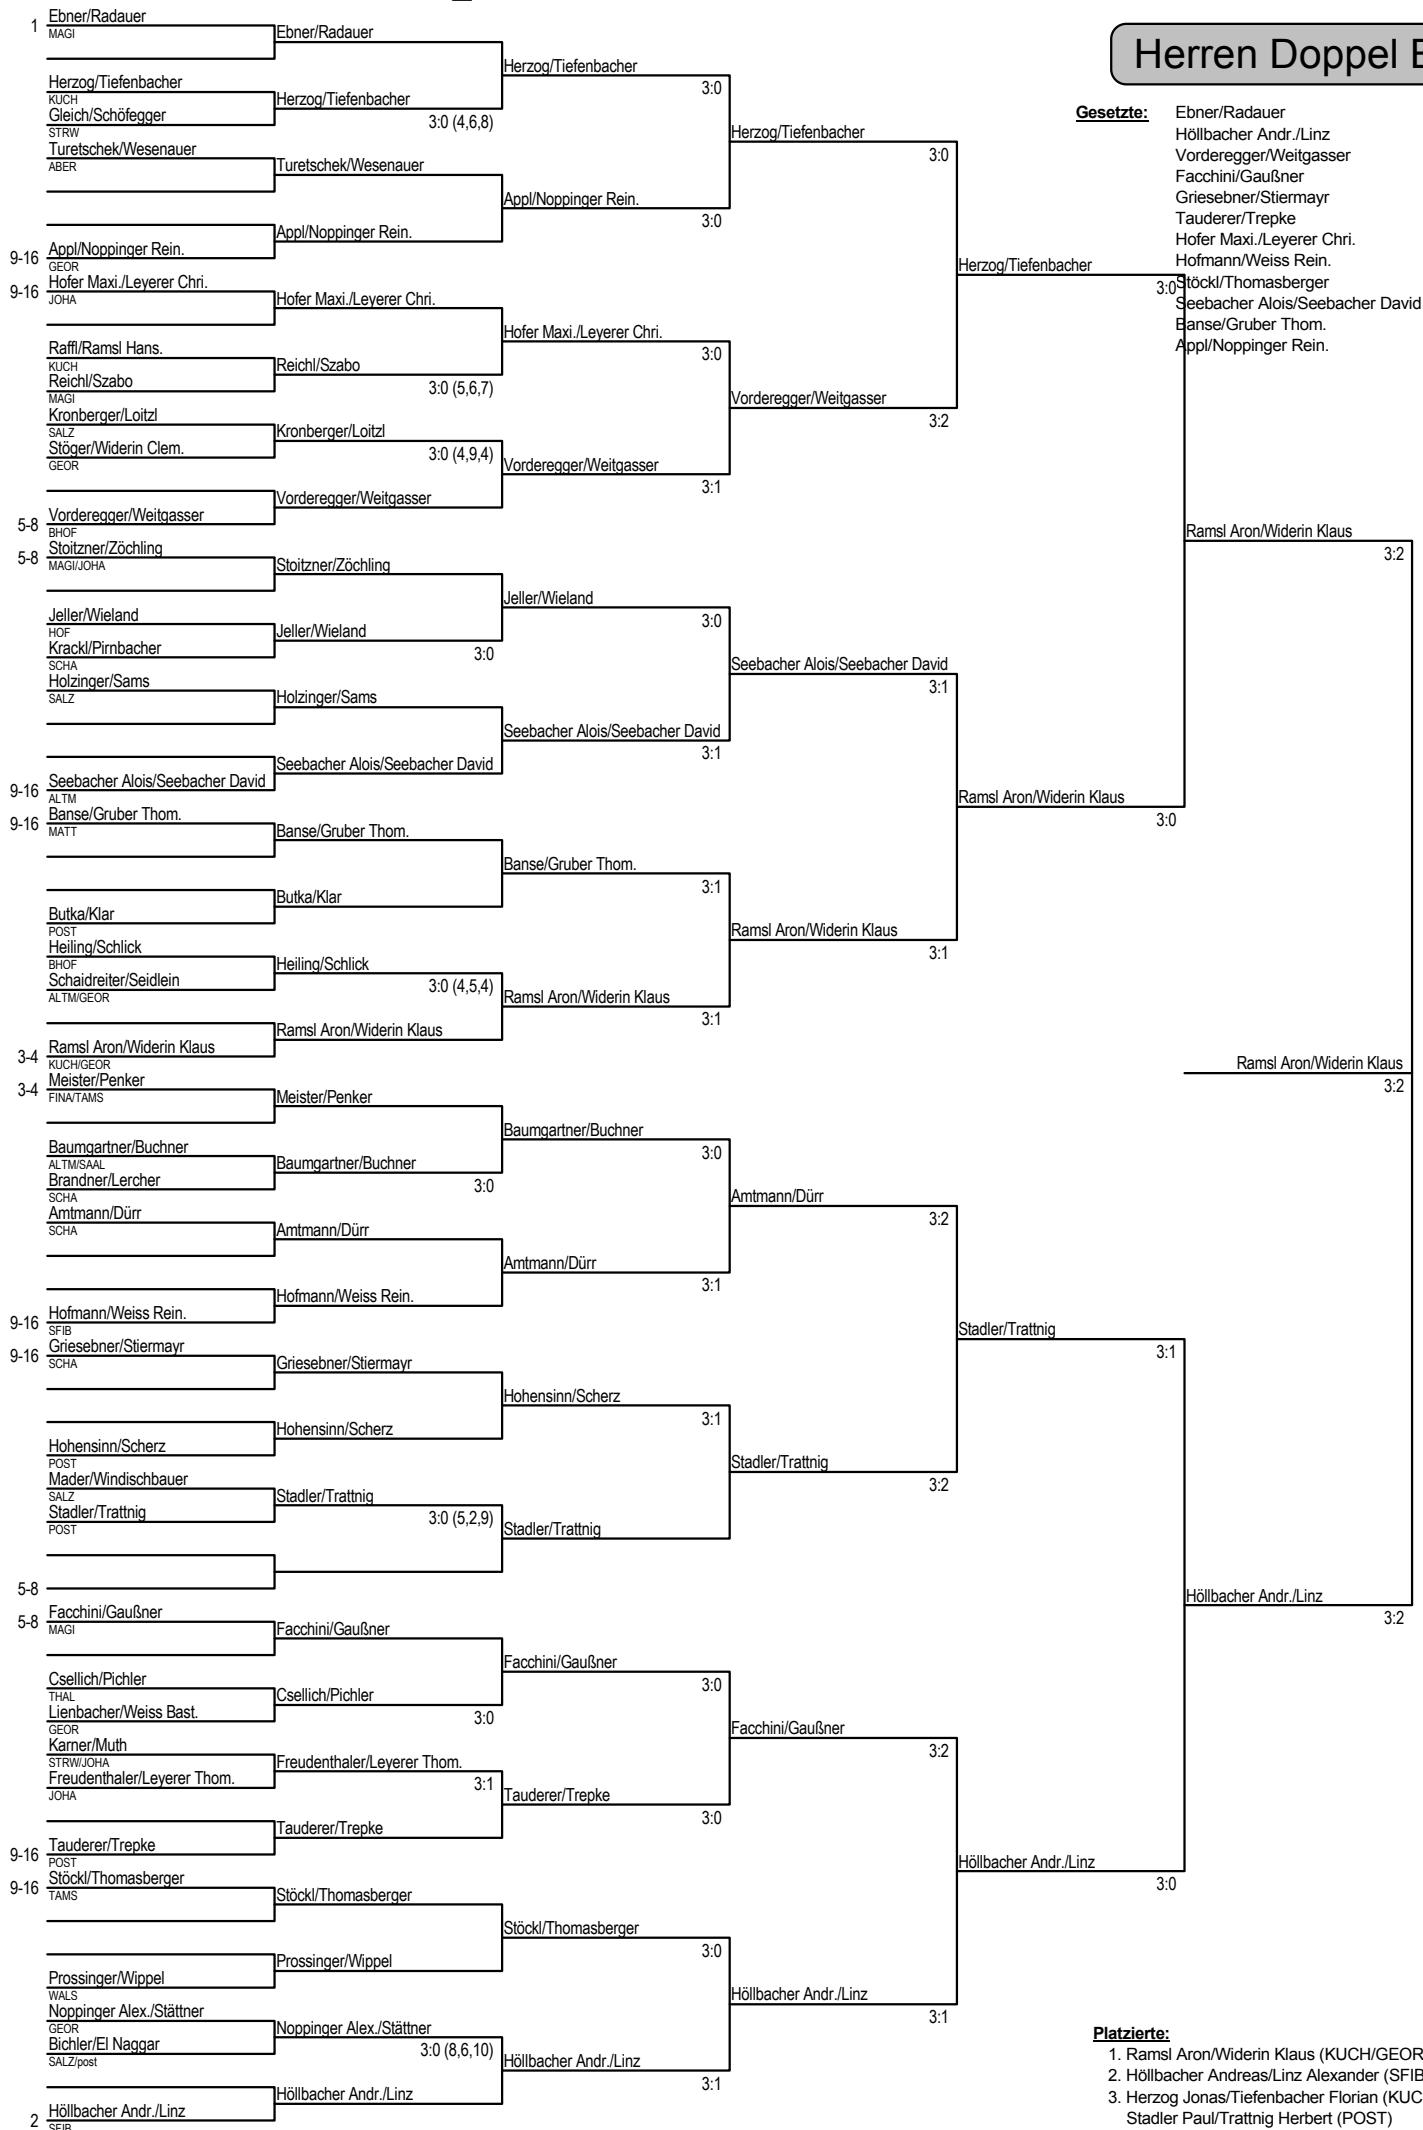 Herren Doppel
Gesetzte:
Ebner/Radauer
Höllbacher Andr./Linz
Vorderegger/Weitgasser
Facchini/Gaußner
Griesebner/Stiermayr
Tauderer/Trepke
Hofer Maxi./Leyerer Chri.
Hofmann/Weiss Rein.
Stöckl/Thomasberger
Seebacher Alois/Seebacher David
Banse/Gruber Thom.
Appl/Noppinger Rein.
1
Ebner/Radauer
MAGI
Herzog/Tiefenbacher
KUCH
Gleich/Schöfegger
STRW
Turetschek/Wesenauer
ABER
9-16
Appl/Noppinger Rein.
GEOR
9-16
Hofer Maxi./Leyerer Chri.
JOHA
Raffl/Ramsl Hans.
KUCH
Reichl/Szabo
MAGI
Kronberger/Loitzl
SALZ
Stöger/Widerin Clem.
GEOR
5-8
Vorderegger/Weitgasser
BHOF
5-8
Stoitzner/Zöchling
MAGI/JOHA
Jeller/Wieland
HOF
Krackl/Pirnbacher
SCHA
Holzinger/Sams
SALZ
9-16
Seebacher Alois/Seebacher David
ALTM
9-16
Banse/Gruber Thom.
MATT
Butka/Klar
POST
Heiling/Schlick
BHOF
Schaidreiter/Seidlein
ALTM/GEOR
3-4
Ramsl Aron/Widerin Klaus
KUCH/GEOR
3-4
Meister/Penker
FINA/TAMS
Baumgartner/Buchner
ALTM/SAAL
Brandner/Lercher
SCHA
Amtmann/Dürr
SCHA
9-16
Hofmann/Weiss Rein.
SFIB
9-16
Griesebner/Stiermayr
SCHA
Hohensinn/Scherz
POST
Mader/Windischbauer
SALZ
Stadler/Trattnig
POST
5-8
5-8
Facchini/Gaußner
MAGI
Csellich/Pichler
THAL
Lienbacher/Weiss Bast.
GEOR
Karner/Muth
STRW/JOHA
Freudenthaler/Leyerer Thom.
JOHA
9-16
Tauderer/Trepke
POST
9-16
Stöckl/Thomasberger
TAMS
Prossinger/Wippel
WALS
Noppinger Alex./Stättner
GEOR
Bichler/El Naggar
SALZ/post
2
Höllbacher Andr./Linz
SFIB
Ebner/Radauer
Herzog/Tiefenbacher
3:0 (4,6,8)
Turetschek/Wesenauer
Appl/Noppinger Rein.
Hofer Maxi./Leyerer Chri.
Reichl/Szabo
3:0 (5,6,7)
Kronberger/Loitzl
3:0 (4,9,4)
Vorderegger/Weitgasser
Stoitzner/Zöchling
Jeller/Wieland
3:0
Holzinger/Sams
Seebacher Alois/Seebacher David
Banse/Gruber Thom.
Butka/Klar
Heiling/Schlick
3:0 (4,5,4)
Ramsl Aron/Widerin Klaus
Meister/Penker
Baumgartner/Buchner
3:0
Amtmann/Dürr
Hofmann/Weiss Rein.
Griesebner/Stiermayr
Hohensinn/Scherz
Stadler/Trattnig
3:0 (5,2,9)
Facchini/Gaußner
Csellich/Pichler
3:0
Freudenthaler/Leyerer Thom.
3:1
Tauderer/Trepke
Stöckl/Thomasberger
Prossinger/Wippel
Noppinger Alex./Stättner
3:0 (8,6,10)
Höllbacher Andr./Linz
Herzog/Tiefenbacher
3:0
Appl/Noppinger Rein.
3:0
Hofer Maxi./Leyerer Chri.
3:0
Vorderegger/Weitgasser
3:1
Jeller/Wieland
3:0
Seebacher Alois/Seebacher David
3:1
Banse/Gruber Thom.
3:1
Ramsl Aron/Widerin Klaus
3:1
Baumgartner/Buchner
3:0
Amtmann/Dürr
3:1
Hohensinn/Scherz
3:1
Stadler/Trattnig
Facchini/Gaußner
3:0
Tauderer/Trepke
3:0
Stöckl/Thomasberger
3:0
Höllbacher Andr./Linz
3:1
Herzog/Tiefenbacher
3:0
Vorderegger/Weitgasser
3:2
Seebacher Alois/Seebacher David
3:1
Ramsl Aron/Widerin Klaus
3:1
Amtmann/Dürr
3:2
Stadler/Trattnig
3:2
Facchini/Gaußner
3:2
Höllbacher Andr./Linz
3:1
Herzog/Tiefenbacher
3:0
Ramsl Aron/Widerin Klaus
3:0
Stadler/Trattnig
3:1
Höllbacher Andr./Linz
3:0
Ramsl Aron/Widerin Klaus
3:2
Höllbacher Andr./Linz
3:2
Ramsl Aron/Widerin Klaus
3:2
Platzierte:
1. Ramsl Aron/Widerin Klaus (KUCH/GEOR
2. Höllbacher Andreas/Linz Alexander (SFIB
3. Herzog Jonas/Tiefenbacher Florian (KUC
Stadler Paul/Trattnig Herbert (POST)